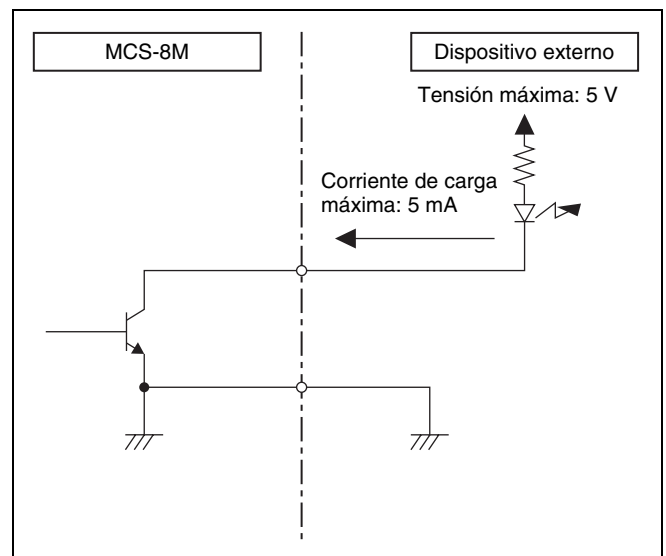 MCS-8M
Dispositivo externo
Tensión máxima: 5 V
Corriente de carga
máxima: 5 mA